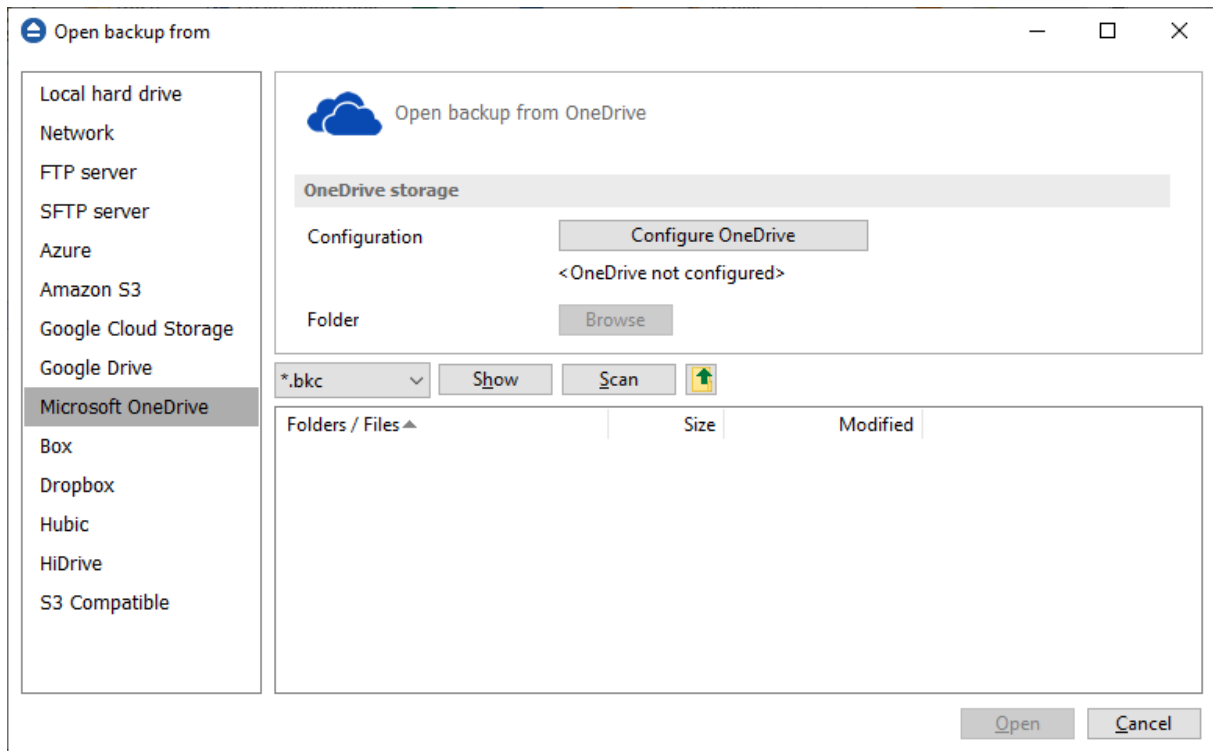 Open backup from
Local hard drive
Network
FTP server
SFTP server
Azure
Amazon S3
Google Cloud Storage
Google Drive
Microsoft OneDrive
Box
Dropbox
Hubic
HiDrive
S3 Compatible
Open backup from OneDrive
OneDrive storage
Configuration Configure OneDrive
<OneDrive not configured>
Folder Browse
*.bkc Show Scan
Folders / Files Size Modified
Open Cancel